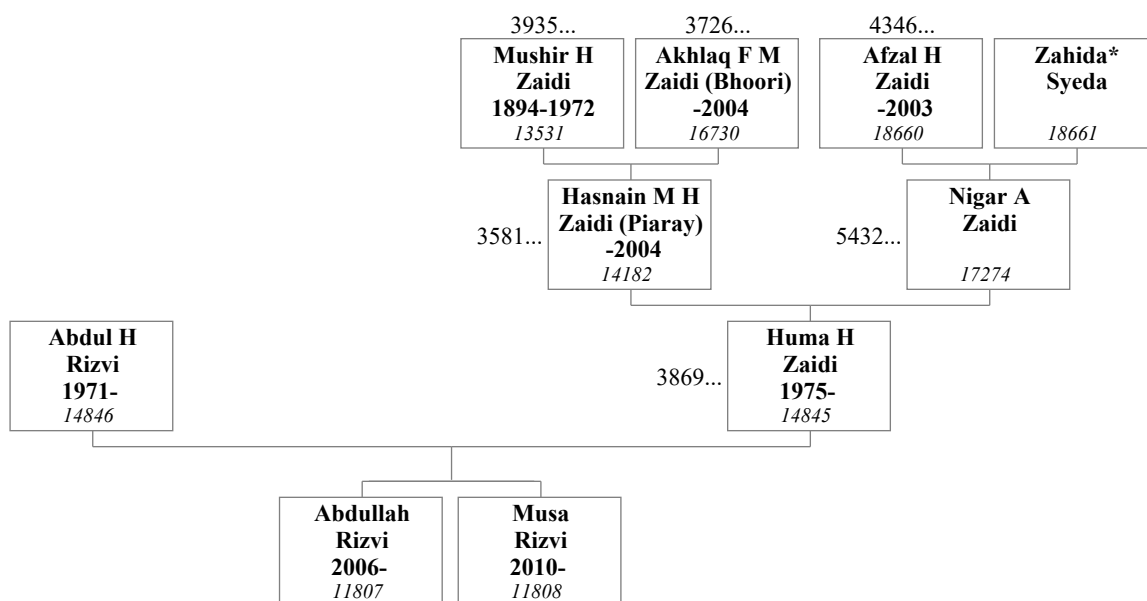 3935...
Mushir H
Zaidi
1894-1972
13531
3726...
Akhlaq F M
Zaidi (Bhoori)
-2004
16730
4346...
Afzal H
Zaidi
-2003
18660
Zahida*
Syeda
18661
3581...
Hasnain M H
Zaidi (Piaray)
-2004
14182
5432...
Nigar A
Zaidi
17274
Abdul H
Rizvi
1971-
14846
3869...
Huma H
Zaidi
1975-
14845
Abdullah
Rizvi
2006-
11807
Musa
Rizvi
2010-
11808